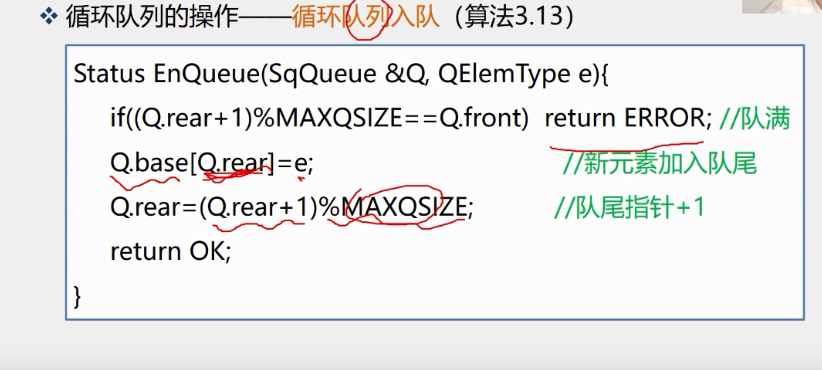 ❖ 循环队列的操作——循环队列入队（算法3.13）
Status EnQueue(SqQueue &Q, QElemType e){
if((Q.rear+1)%MAXQSIZE==Q.front) return ERROR; //队满
Q.base[Q.rear]=e; //新元素加入队尾
Q.rear=(Q.rear+1)%MAXQSIZE; //队尾指针+1
return OK;
}